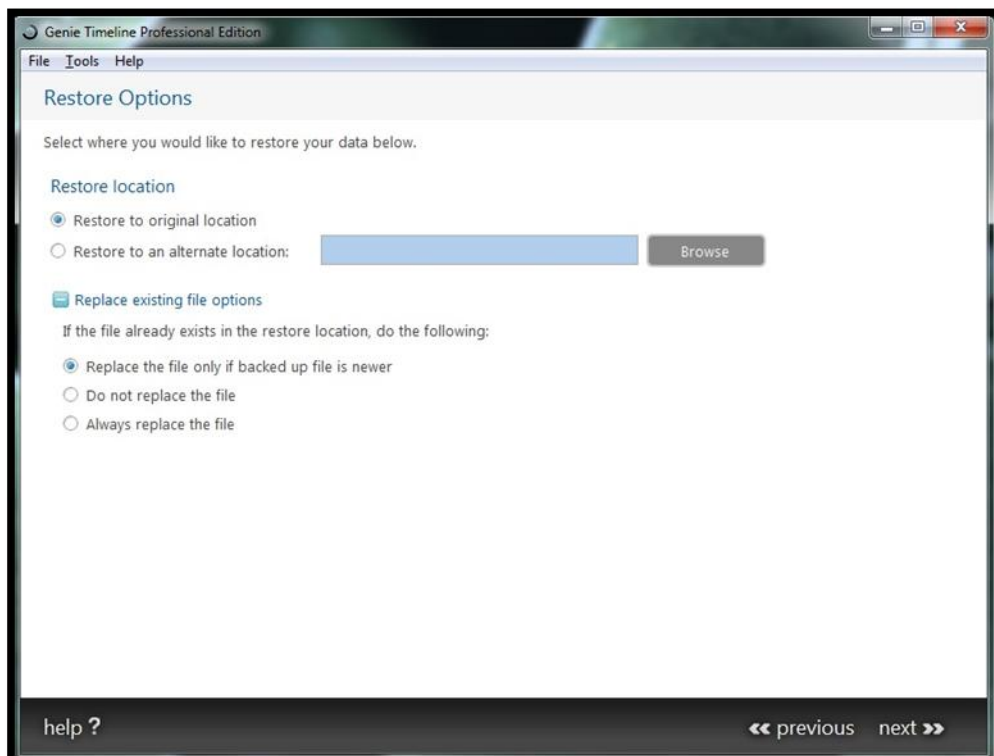 Genie Timeline Professional Edition
File Tools Help
Restore Options
Select where you would like to restore your data below.
Restore location
Restore to original location
Restore to an alternate location: Browse
Replace existing file options
If the file already exists in the restore location, do the following:
Replace the file only if backed up file is newer
Do not replace the file
Always replace the file
help ? previous next